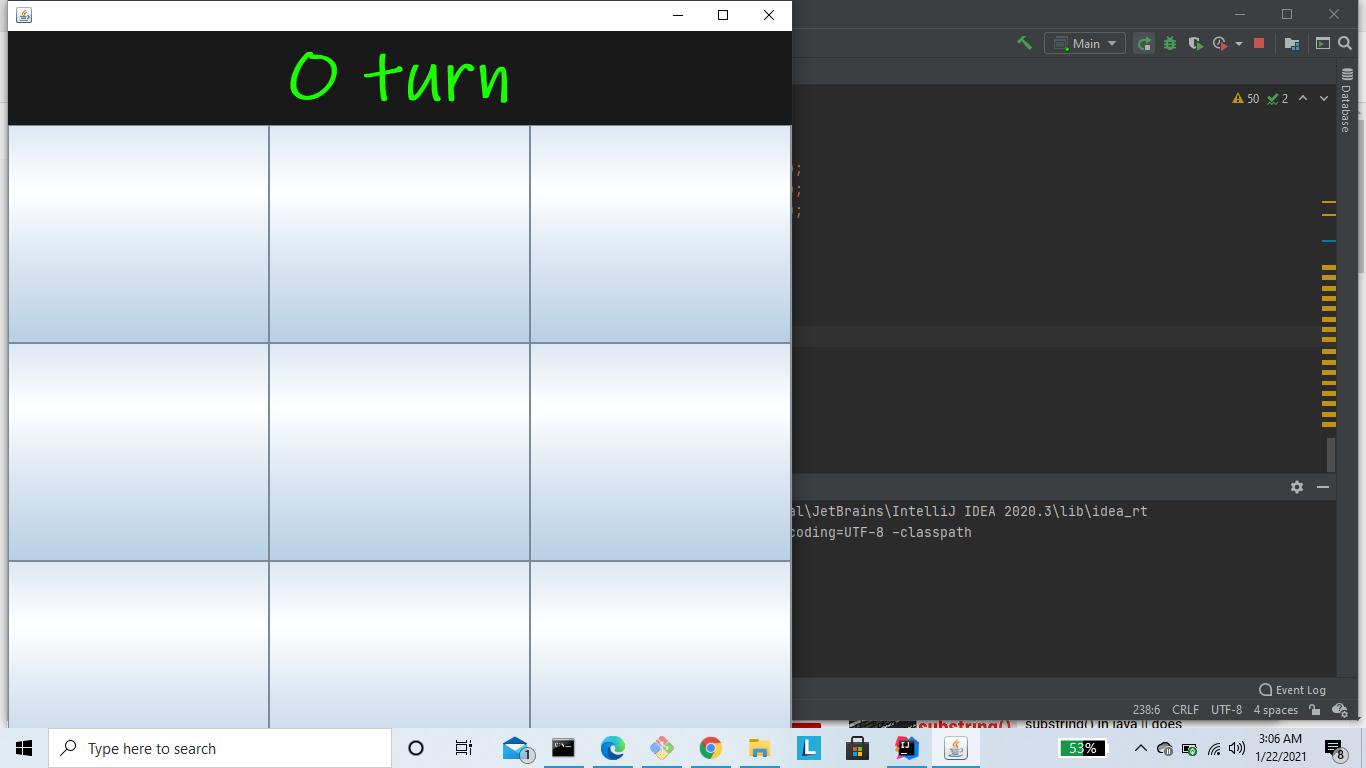 O turn
Main
50
2
Database
);
);
);
al\JetBrains\IntelliJ IDEA 2020.3\lib\idea_rt
coding=UTF-8 -classpath
Event Log
238:6 CRLF UTF-8 4 spaces
substring() substring() in java || does
Type here to search
1
L
IJ
53%
3:06 AM
1/22/2021
8